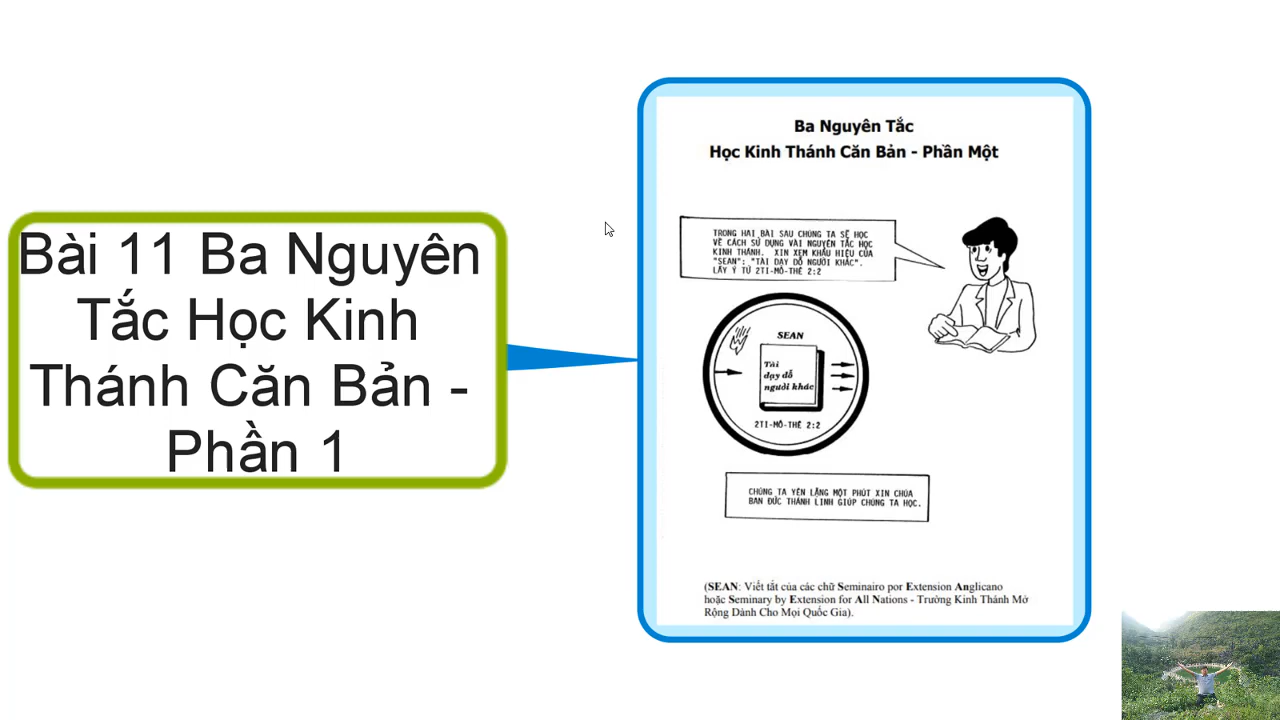 Bài 11 Ba Nguyên
Tắc Học Kinh
Thánh Căn Bản -
Phần 1
Ba Nguyên Tắc
Học Kinh Thánh Căn Bản - Phần Một
TRONG HAI BÀI SAU CHÚNG TA SẼ HỌC
VỀ CÁCH SỬ DỤNG VÀI NGUYÊN TẮC HỌC
KINH THÁNH. XIN XEM KHẨU HIỆU CỦA
"SEAN": "TÀI DẠY DỖ NGƯỜI KHÁC".
LẤY Ý TỪ 2TI-MÔ-THÊ 2:2
SEAN
Tài
dạy dỗ
người khác
2TI-MÔ-THÊ 2:2
CHÚNG TA YÊN LẶNG MỘT PHÚT XIN CHÚA
BAN ĐỨC THÁNH LINH GIÚP CHÚNG TA HỌC.
(SEAN: Viết tắt của các chữ Seminairo por Extension Anglicano
hoặc Seminary by Extension for All Nations - Trường Kinh Thánh Mở
Rộng Dành Cho Mọi Quốc Gia).